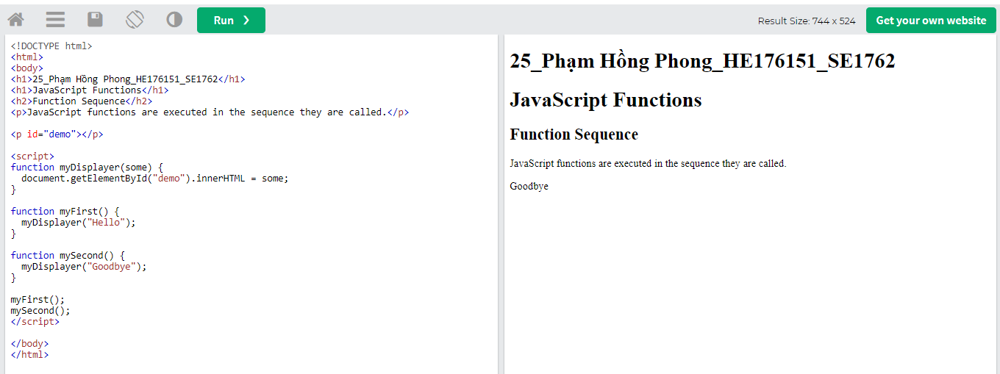 Run ❯
Result Size: 744 x 524
Get your own website
<!DOCTYPE html>
<html>
<body>
<h1>25_Phạm Hồng Phong_HE176151_SE1762</h1>
<h1>JavaScript Functions</h1>
<h2>Function Sequence</h2>
<p>JavaScript functions are executed in the sequence they are called.</p>
<p id="demo"></p>
<script>
function myDisplayer(some) {
  document.getElementById("demo").innerHTML = some;
}
function myFirst() {
  myDisplayer("Hello");
}
function mySecond() {
  myDisplayer("Goodbye");
}
myFirst();
mySecond();
</script>
</body>
</html>
25_Phạm Hồng Phong_HE176151_SE1762
JavaScript Functions
Function Sequence
JavaScript functions are executed in the sequence they are called.
Goodbye